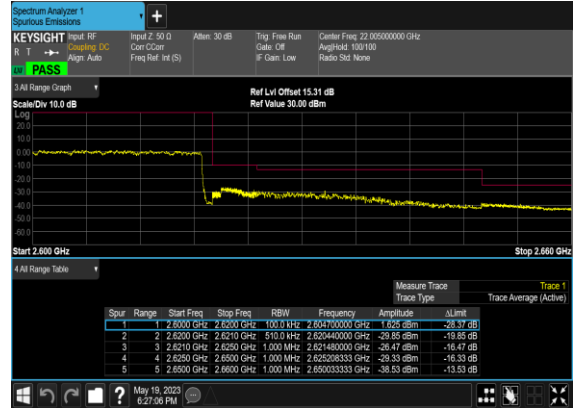 Spectrum Analyzer 1
Spurious Emissions
KEYSIGHT Input: RF Input Z: 50 Ω Atten: 30 dB Trig: Free Run Center Freq: 22.005000000 GHz
R T Coupling: DC Corr CCorr Gate: Off Avg|Hold: 100/100
Align: Auto Freq Ref: Int (S) IF Gain: Low Radio Std: None
PASS
3 All Range Graph
Ref Lvl Offset 15.31 dB
Scale/Div 10.0 dB Ref Value 30.00 dBm
Log
20.0
10.0
0.00
-10.0
-20.0
-30.0
-40.0
-50.0
-60.0
Start 2.600 GHz Stop 2.660 GHz
4 All Range Table
Measure Trace Trace 1
Trace Type Trace Average (Active)
Spur Range Start Freq Stop Freq RBW Frequency Amplitude ΔLimit
1 1 2.6000 GHz 2.6200 GHz 100.0 kHz 2.604700000 GHz 1.625 dBm -28.37 dB
2 2 2.6200 GHz 2.6210 GHz 510.0 kHz 2.620440000 GHz -29.85 dBm -19.85 dB
3 3 2.6210 GHz 2.6250 GHz 1.000 MHz 2.621480000 GHz -26.47 dBm -16.47 dB
4 4 2.6250 GHz 2.6500 GHz 1.000 MHz 2.625208333 GHz -29.33 dBm -16.33 dB
5 5 2.6500 GHz 2.6600 GHz 1.000 MHz 2.650033333 GHz -38.53 dBm -13.53 dB
? May 19, 2023
6:27:06 PM